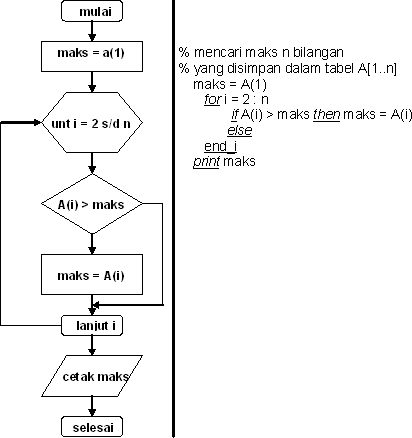 mulai
maks = a(1)
unt i = 2 s/d n
A(i) > maks
maks = A(i)
lanjut i
cetak maks
selesai
% mencari maks n bilangan
% yang disimpan dalam tabel A[1..n]
maks = A(1)
for i = 2 : n
if A(i) > maks then maks = A(i)
else
end_i
print maks